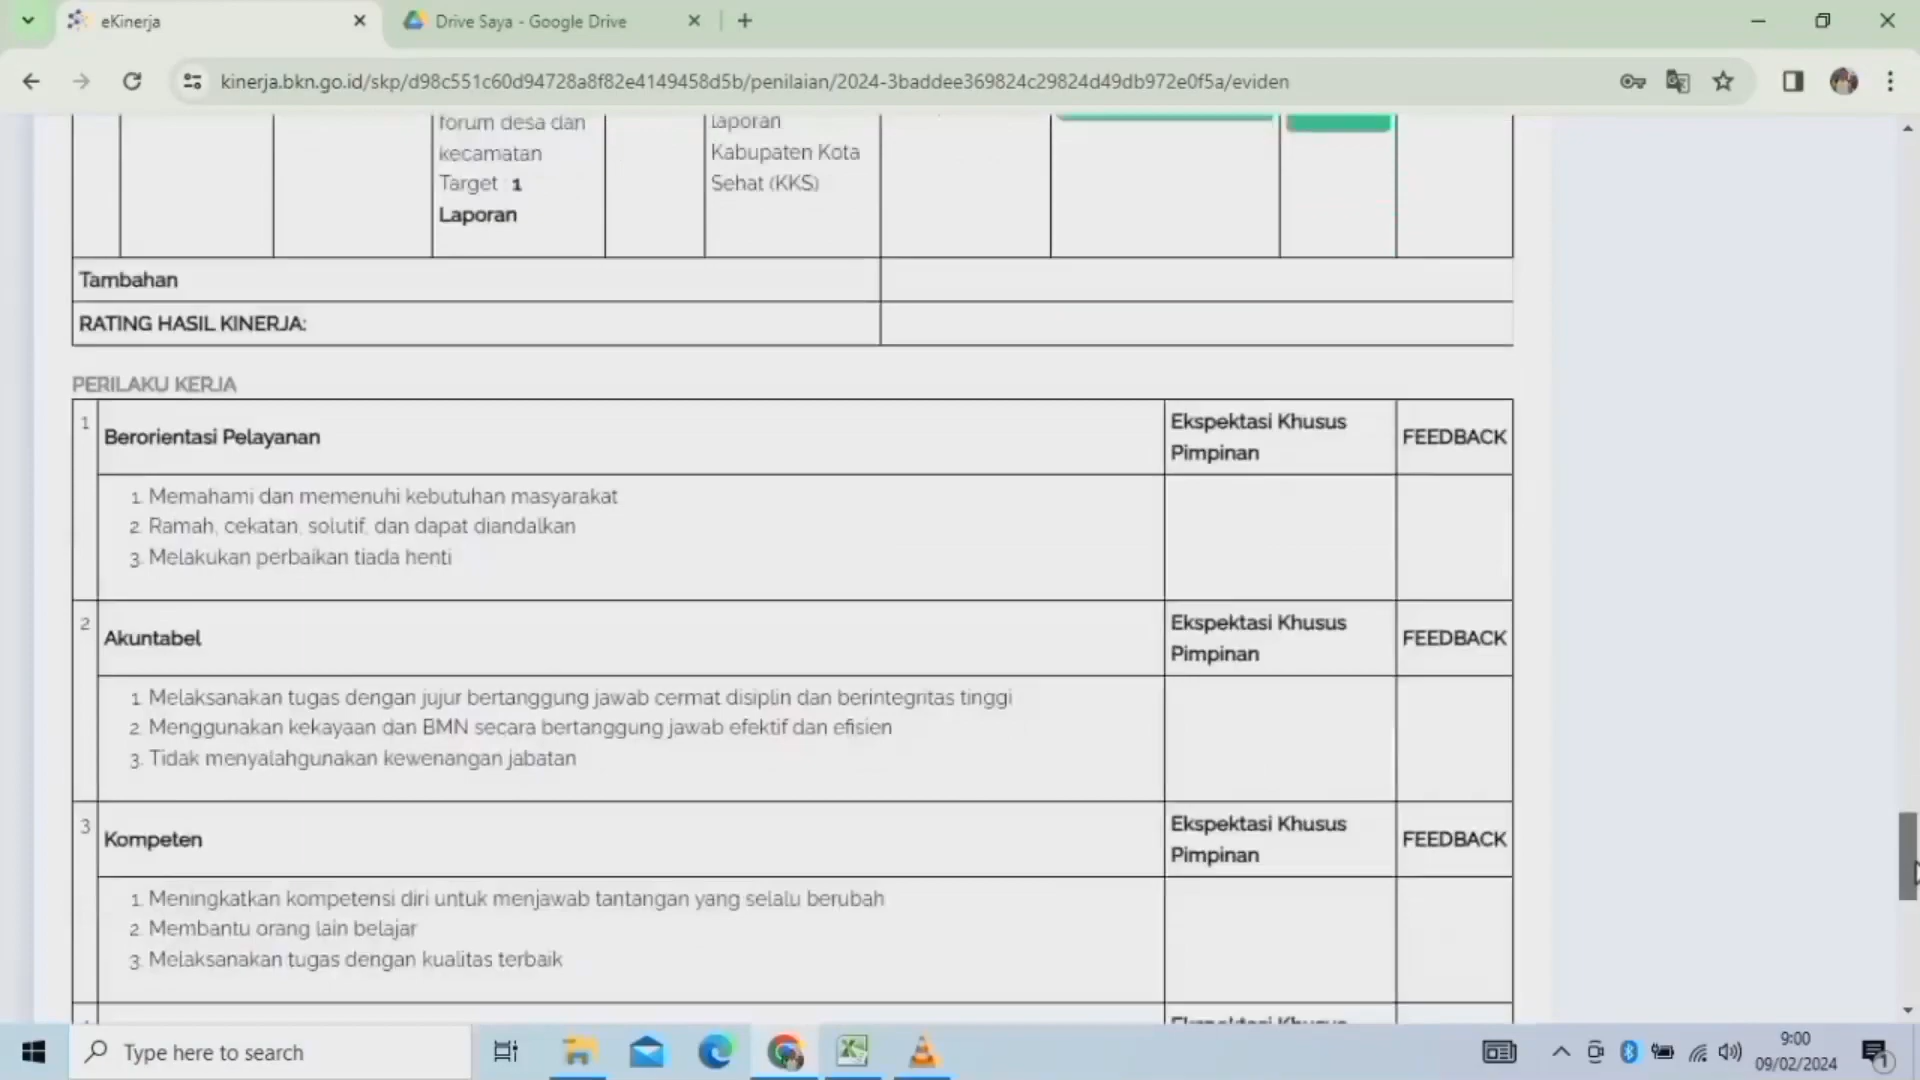 eKinerja
Drive Saya - Google Drive
kinerja.bkn.go.id/skp/d98c551c60d94728a8f82e4149458d5b/penilaian/2024-3baddee369824c29824d49db972e0f5a/eviden
forum desa dan
kecamatan
Target : 1
Laporan
laporan
Kabupaten Kota
Sehat (KKS)
Tambahan
RATING HASIL KINERJA:
PERILAKU KERJA
1
Berorientasi Pelayanan
Ekspektasi Khusus
Pimpinan
FEEDBACK
1. Memahami dan memenuhi kebutuhan masyarakat
2. Ramah, cekatan, solutif, dan dapat diandalkan
3. Melakukan perbaikan tiada henti
2
Akuntabel
Ekspektasi Khusus
Pimpinan
FEEDBACK
1. Melaksanakan tugas dengan jujur bertanggung jawab cermat disiplin dan berintegritas tinggi
2. Menggunakan kekayaan dan BMN secara bertanggung jawab efektif dan efisien
3. Tidak menyalahgunakan kewenangan jabatan
3
Kompeten
Ekspektasi Khusus
Pimpinan
FEEDBACK
1. Meningkatkan kompetensi diri untuk menjawab tantangan yang selalu berubah
2. Membantu orang lain belajar
3. Melaksanakan tugas dengan kualitas terbaik
Ekspektasi Khusus
Type here to search
9:00
09/02/2024
1